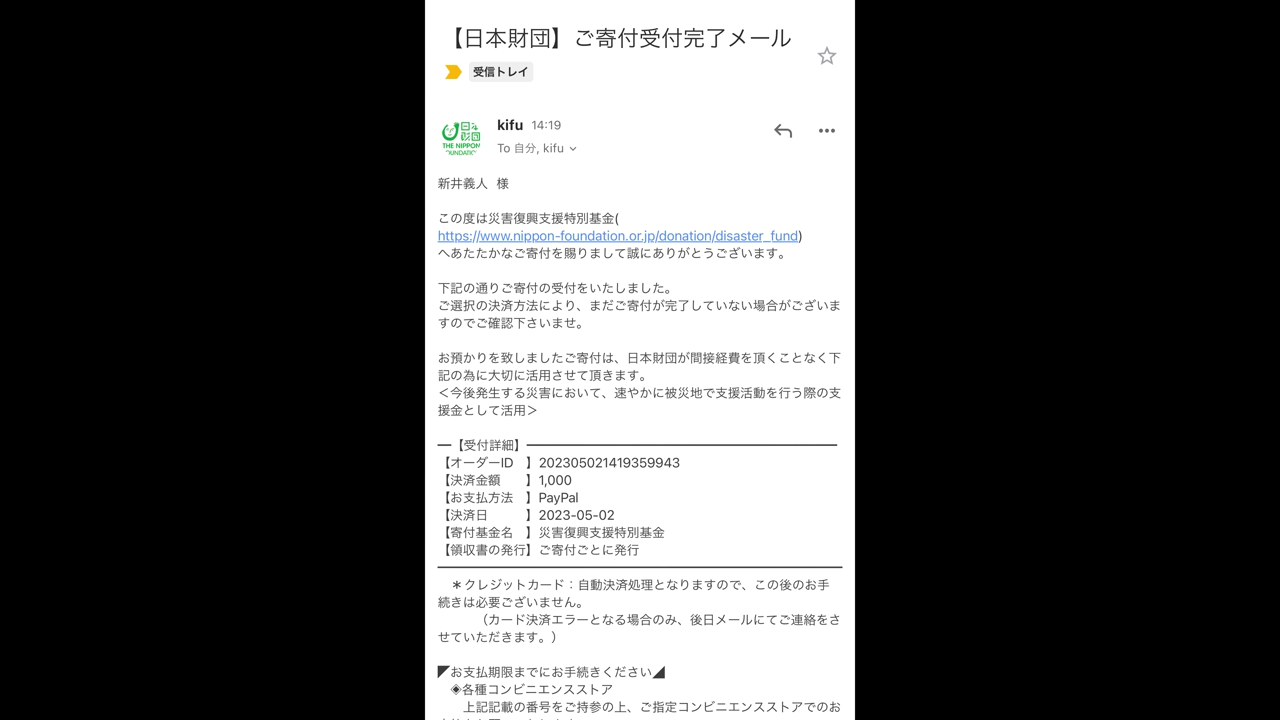 【日本財団】ご寄付受付完了メール
受信トレイ
日本財団
THE NIPPON
kifu 14:19
To 自分, kifu
新井義人 様
この度は災害復興支援特別基金(
https://www.nippon-foundation.or.jp/donation/disaster_fund)
へあたたかなご寄付を賜りまして誠にありがとうございます。
下記の通りご寄付の受付をいたしました。
ご選択の決済方法により、まだご寄付が完了していない場合がございま
すのでご確認下さいませ。
お預かりを致しましたご寄付は、日本財団が間接経費を頂くことなく下
記の為に大切に活用させて頂きます。
＜今後発生する災害において、速やかに被災地で支援活動を行う際の支
援金として活用＞
━【受付詳細】━━━━━━━━━━━━━━━━━━
【オーダーID 】202305021419359943
【決済金額 】1,000
【お支払方法 】PayPal
【決済日 】2023-05-02
【寄付基金名 】災害復興支援特別基金
【領収書の発行】ご寄付ごとに発行
＊クレジットカード：自動決済処理となりますので、この後のお手
続きは必要ございません。
（カード決済エラーとなる場合のみ、後日メールにてご連絡をさ
せていただきます。）
◤お支払期限までにお手続きください◢
◈各種コンビニエンスストア
上記記載の番号をご持参の上、ご指定コンビニエンスストアでのお